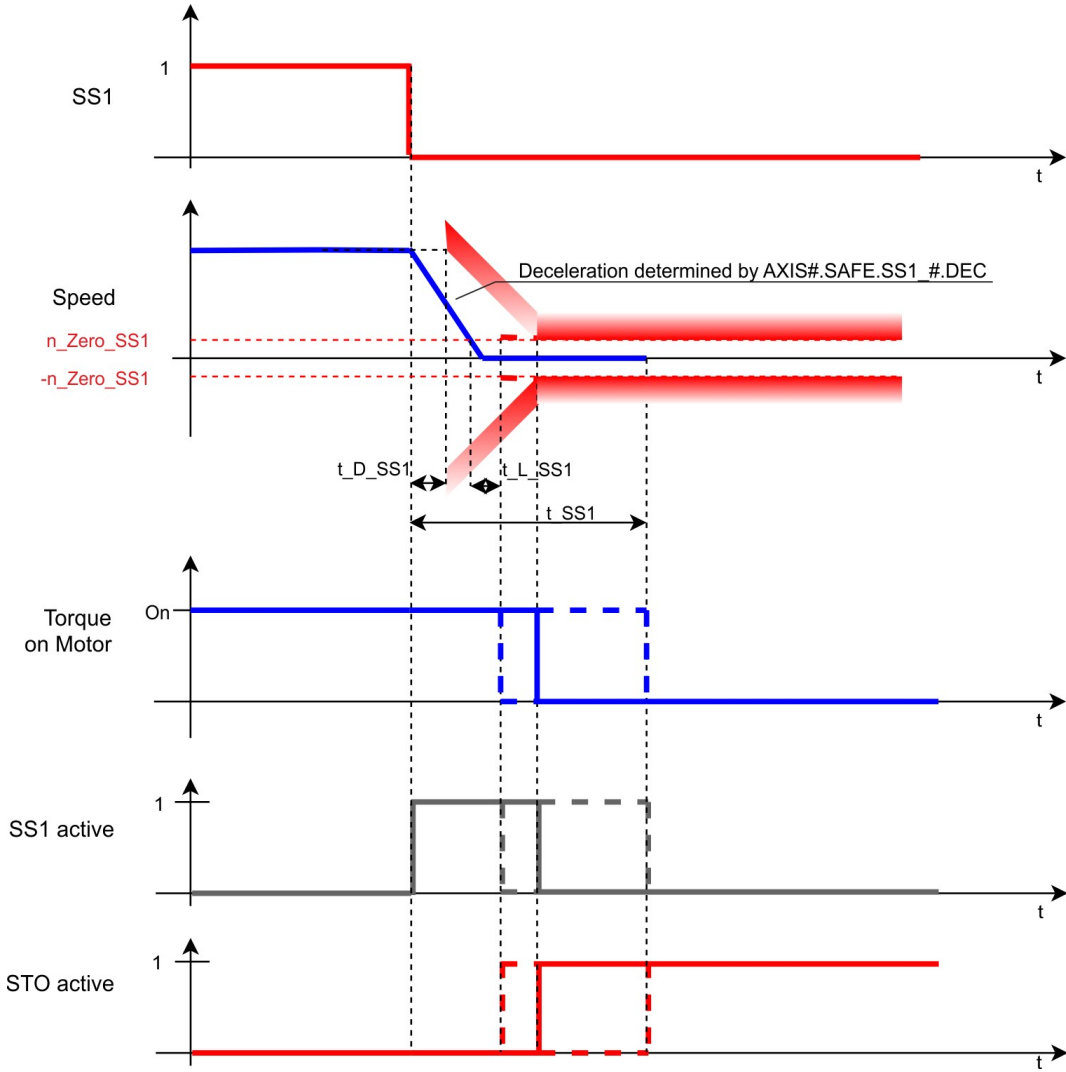 1
SS1
t
Deceleration determined by AXIS#.SAFE.SS1_#.DEC
Speed
n_Zero_SS1
-n_Zero_SS1
t
t_D_SS1
t_L_SS1
t_SS1
On
Torque
on Motor
t
1
SS1 active
t
1
STO active
t